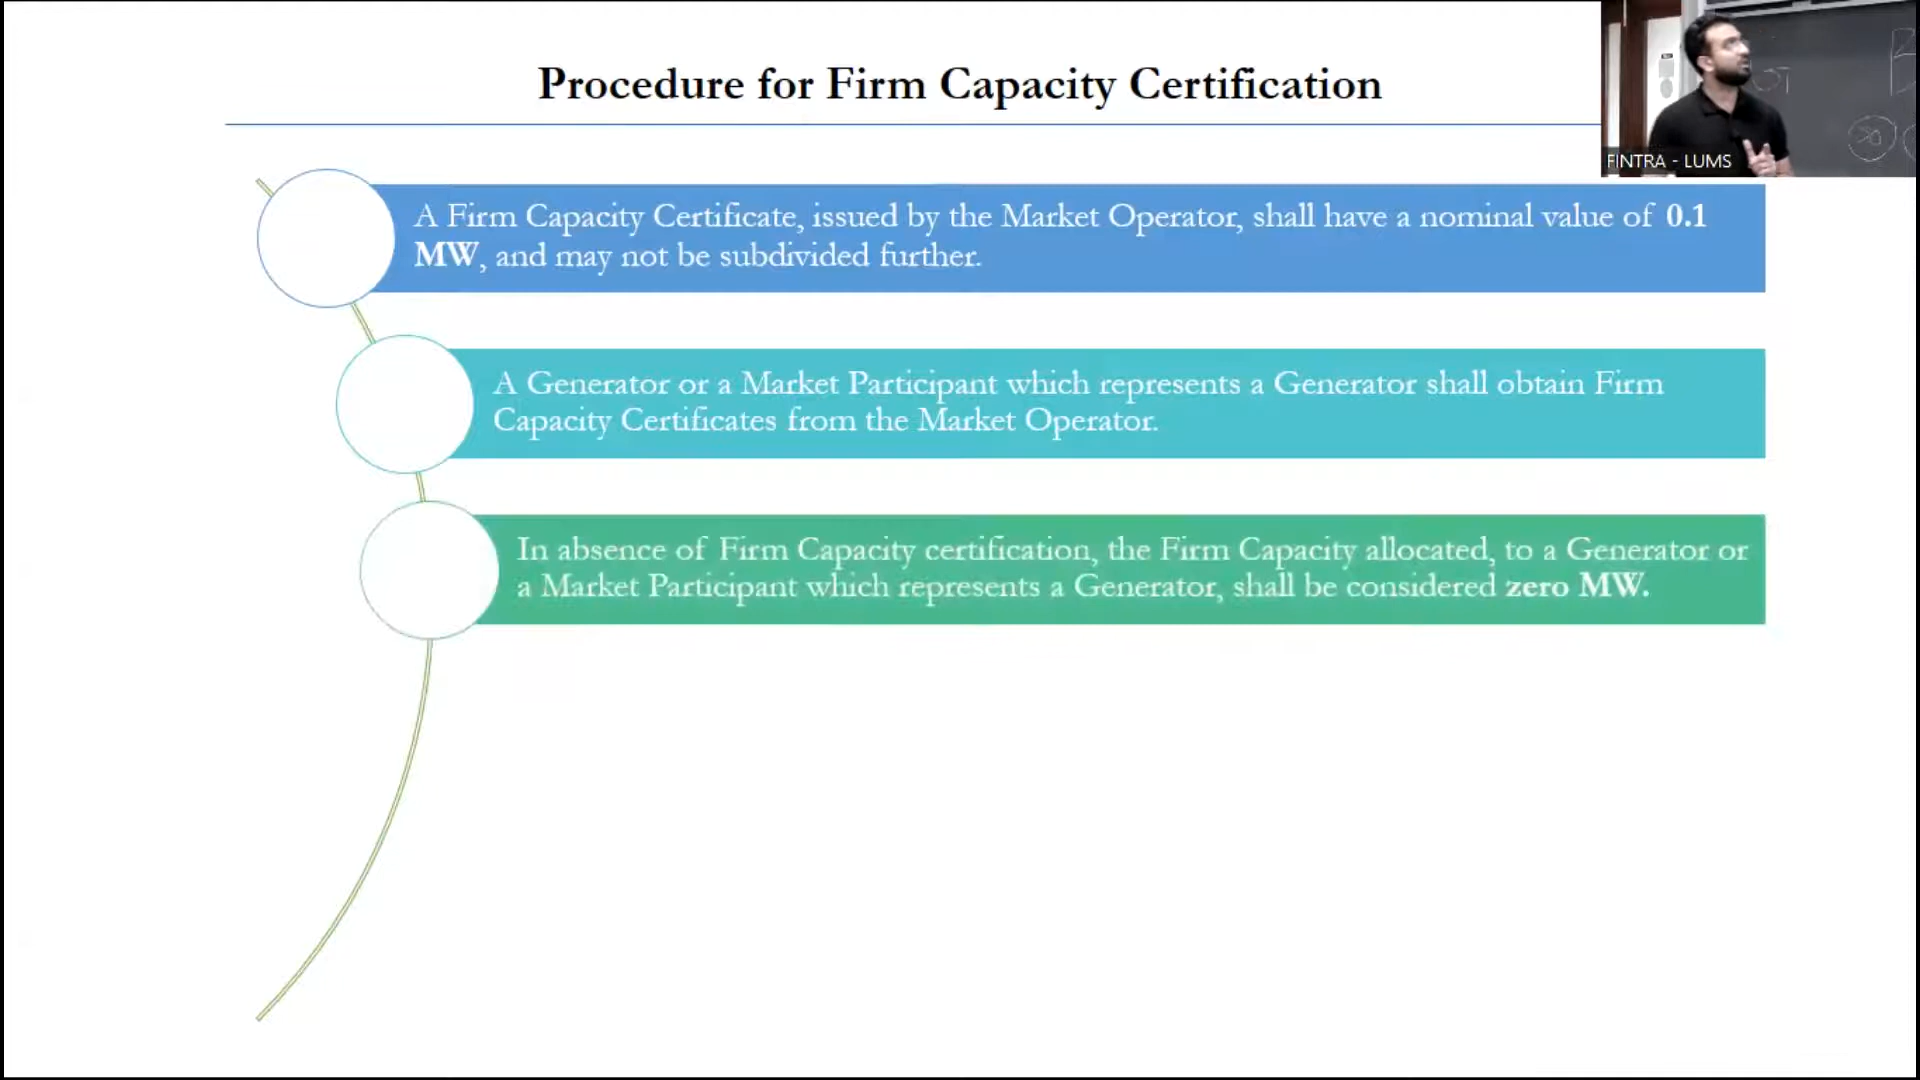 Procedure for Firm Capacity Certification
FINTRA - LUMS
A Firm Capacity Certificate, issued by the Market Operator, shall have a nominal value of 0.1
MW, and may not be subdivided further.
A Generator or a Market Participant which represents a Generator shall obtain Firm
Capacity Certificates from the Market Operator.
In absence of Firm Capacity certification, the Firm Capacity allocated, to a Generator or
a Market Participant which represents a Generator, shall be considered zero MW.